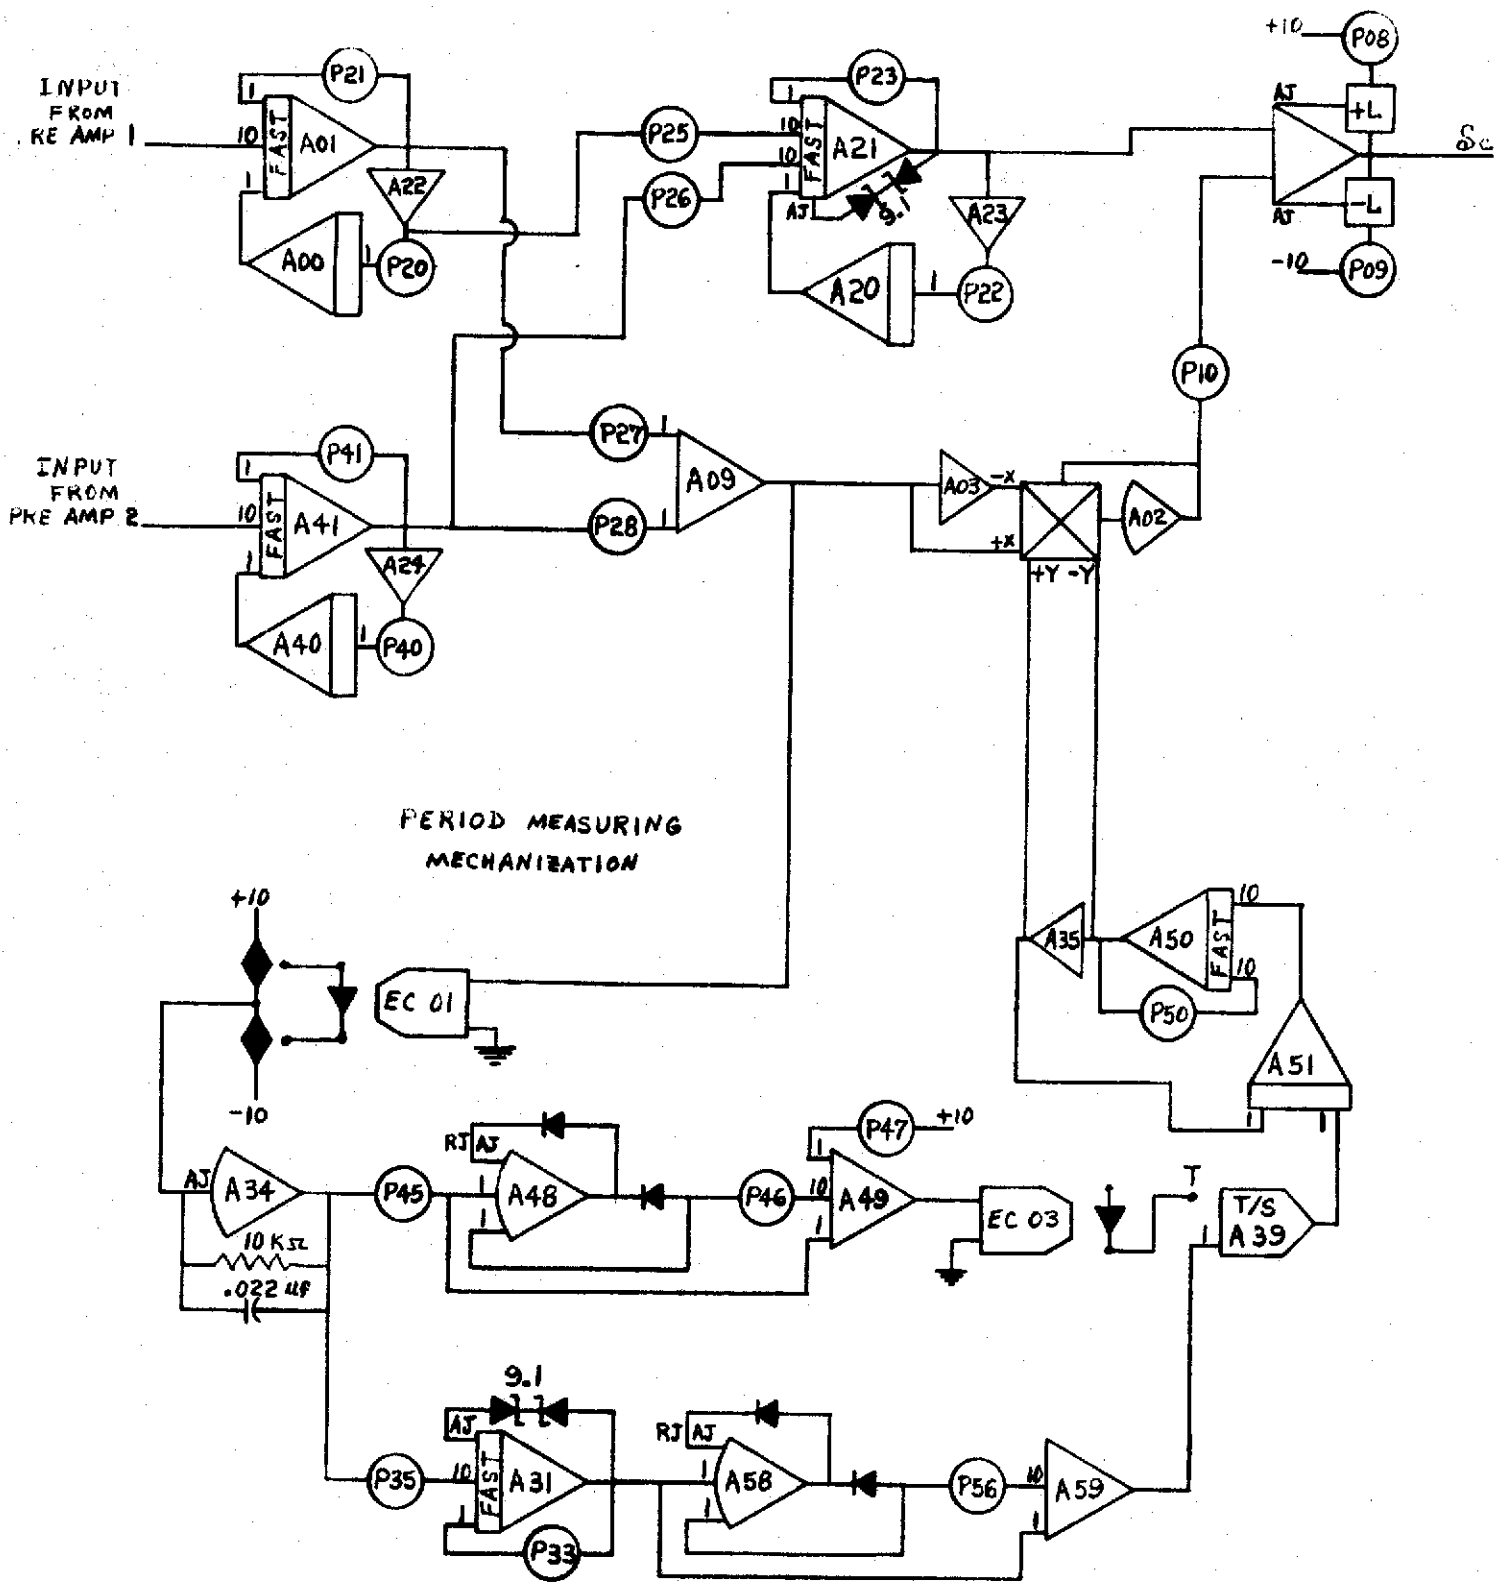 +10
P08
INPUT
FROM
RE AMP 1
P21
1
10
FAST
A01
1
A22
A00
1
P20
P25
P26
P23
1
10
10
1
FAST
A21
AJ
9.1
A23
A20
1
P22
AJ
+L
δc
AJ
-L
-10
P09
P10
INPUT
FROM
PRE AMP 2
P41
1
10
FAST
A41
1
A24
A40
1
P40
P27
1
P28
1
A09
A03
-X
+X
+Y -Y
A02
PERIOD MEASURING
MECHANIZATION
+10
-10
EC 01
A35
A50
FAST
10
10
P50
A51
1
1
AJ
A34
10 KΩ
.022 uf
P45
RJ AJ
1
1
A48
P46
P47
+10
1
10
1
A49
EC 03
T
T/S
A39
1
9.1
AJ
P35
10
FAST
A31
1
P33
RJ AJ
1
1
A58
P56
10
1
A59